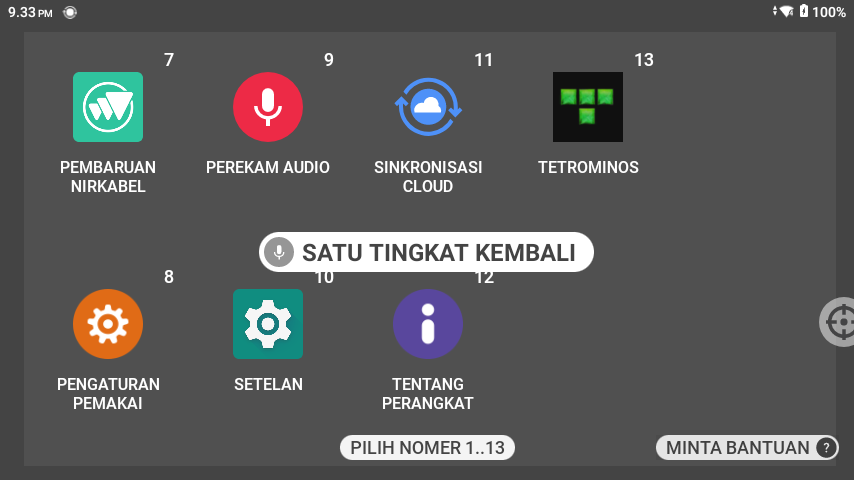 9.33 PM
100%
7
9
11
13
PEMBARUAN
NIRKABEL
PEREKAM AUDIO
SINKRONISASI
CLOUD
TETROMINOS
SATU TINGKAT KEMBALI
8
10
12
PENGATURAN
PEMAKAI
SETELAN
TENTANG
PERANGKAT
PILIH NOMER 1..13
MINTA BANTUAN ?